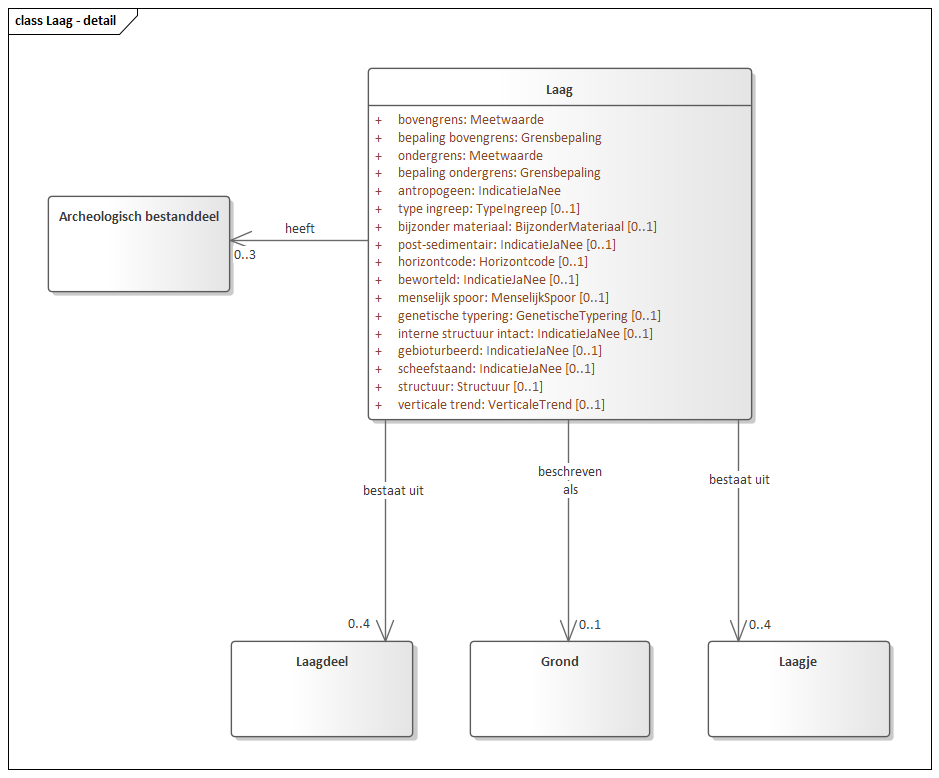 class Laag - detail
Laag
+ bovengrens: Meetwaarde
+ bepaling bovengrens: Grensbepaling
+ ondergrens: Meetwaarde
+ bepaling ondergrens: Grensbepaling
+ antropogeen: IndicatieJaNee
+ type ingreep: TypeIngreep [0..1]
+ bijzonder materiaal: BijzonderMateriaal [0..1]
+ post-sedimentair: IndicatieJaNee [0..1]
+ horizontcode: Horizontcode [0..1]
+ beworteld: IndicatieJaNee [0..1]
+ menselijk spoor: MenselijkSpoor [0..1]
+ genetische typering: GenetischeTypering [0..1]
+ interne structuur intact: IndicatieJaNee [0..1]
+ gebioturbeerd: IndicatieJaNee [0..1]
+ scheefstaand: IndicatieJaNee [0..1]
+ structuur: Structuur [0..1]
+ verticale trend: VerticaleTrend [0..1]
Archeologisch bestanddeel
heeft
0..3
bestaat uit
beschreven
als
bestaat uit
0..4
0..1
0..4
Laagdeel
Grond
Laagje